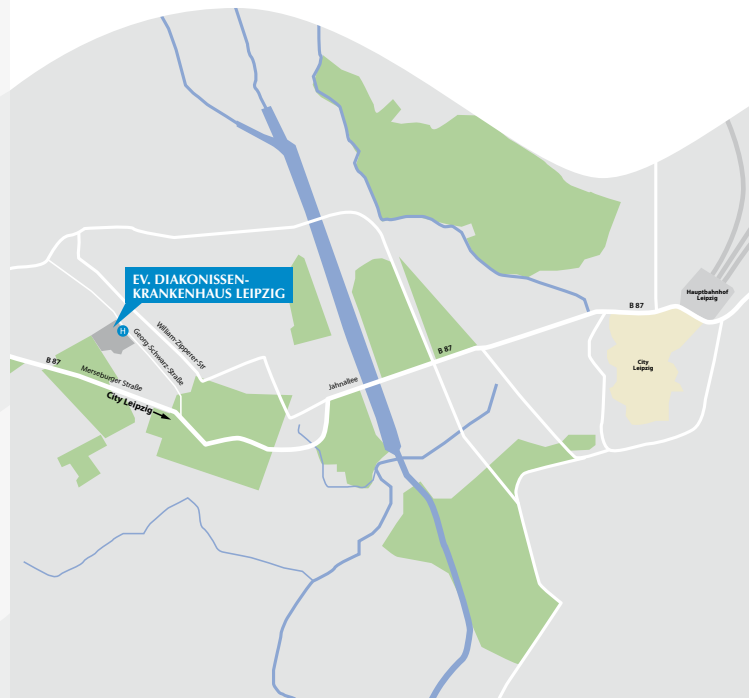 EV. DIAKONISSEN-
KRANKENHAUS LEIPZIG
Hauptbahnhof
Leipzig
B 87
H
William-Zipperer-Str
Georg-Schwarz-Straße
B 87
B 87
City
Leipzig
Merseburger Straße
Jahnallee
City Leipzig